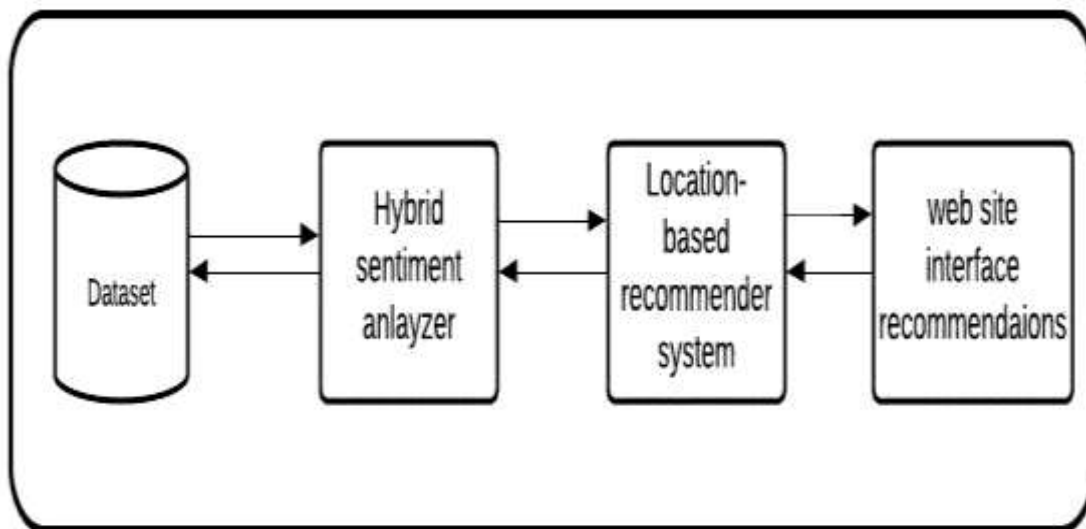 Dataset
Hybrid
sentiment
anlayzer
Location-
based
recommender
system
web site
interface
recommendaions